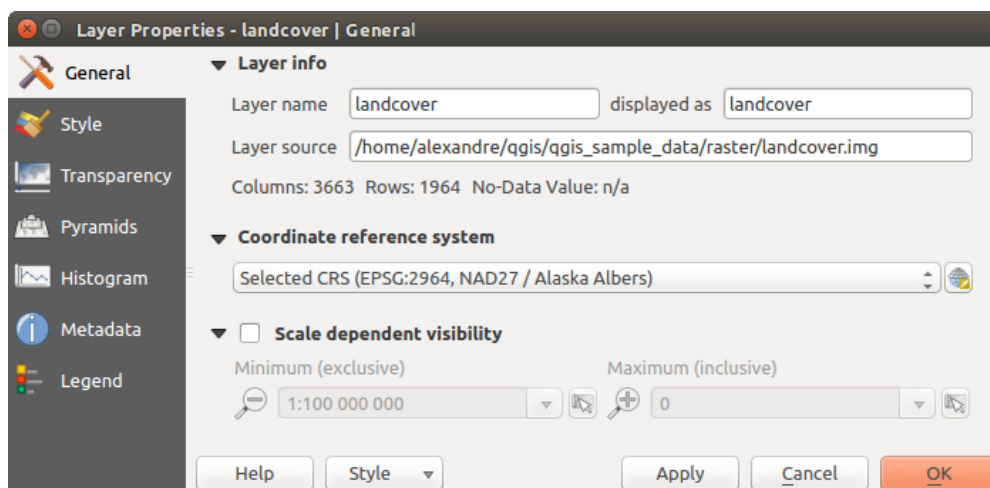 Layer Properties - landcover | General
General
Style
Transparency
Pyramids
Histogram
Metadata
Legend
Layer info
Layer name landcover displayed as landcover
Layer source /home/alexandre/qgis/qgis_sample_data/raster/landcover.img
Columns: 3663 Rows: 1964 No-Data Value: n/a
Coordinate reference system
Selected CRS (EPSG:2964, NAD27 / Alaska Albers)
Scale dependent visibility
Minimum (exclusive) Maximum (inclusive)
1:100 000 000 0
Help Style Apply Cancel OK